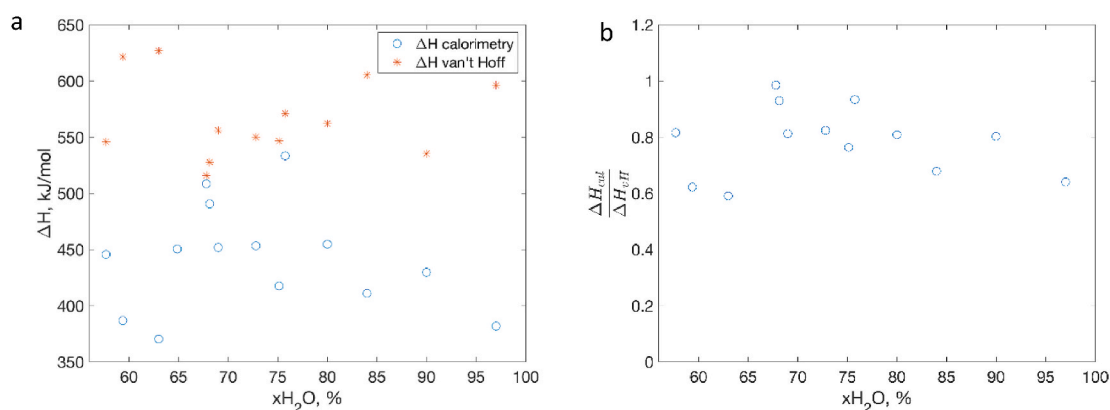 a
650
600
550
500
450
400
350
ΔH, kJ/mol
60 65 70 75 80 85 90 95 100
xH₂O, %
ΔH calorimetry
ΔH van't Hoff
b
1.2
1
0.8
0.6
0.4
0.2
0
ΔH_cal
ΔH_vH
60 65 70 75 80 85 90 95 100
xH₂O, %